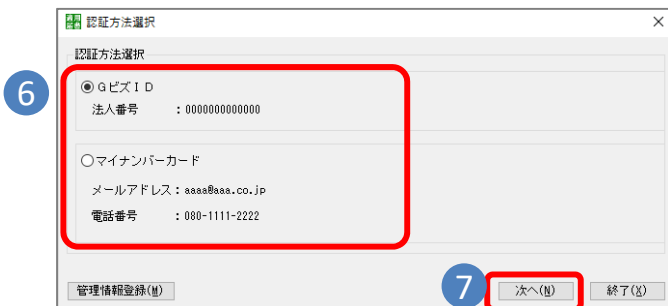 認証方法選択
認証方法選択
6
GビズID
法人番号 : 0000000000000
マイナンバーカード
メールアドレス : aaaa@aaa.co.jp
電話番号 : 080-1111-2222
管理情報登録(M)
7
次へ(N)
終了(X)